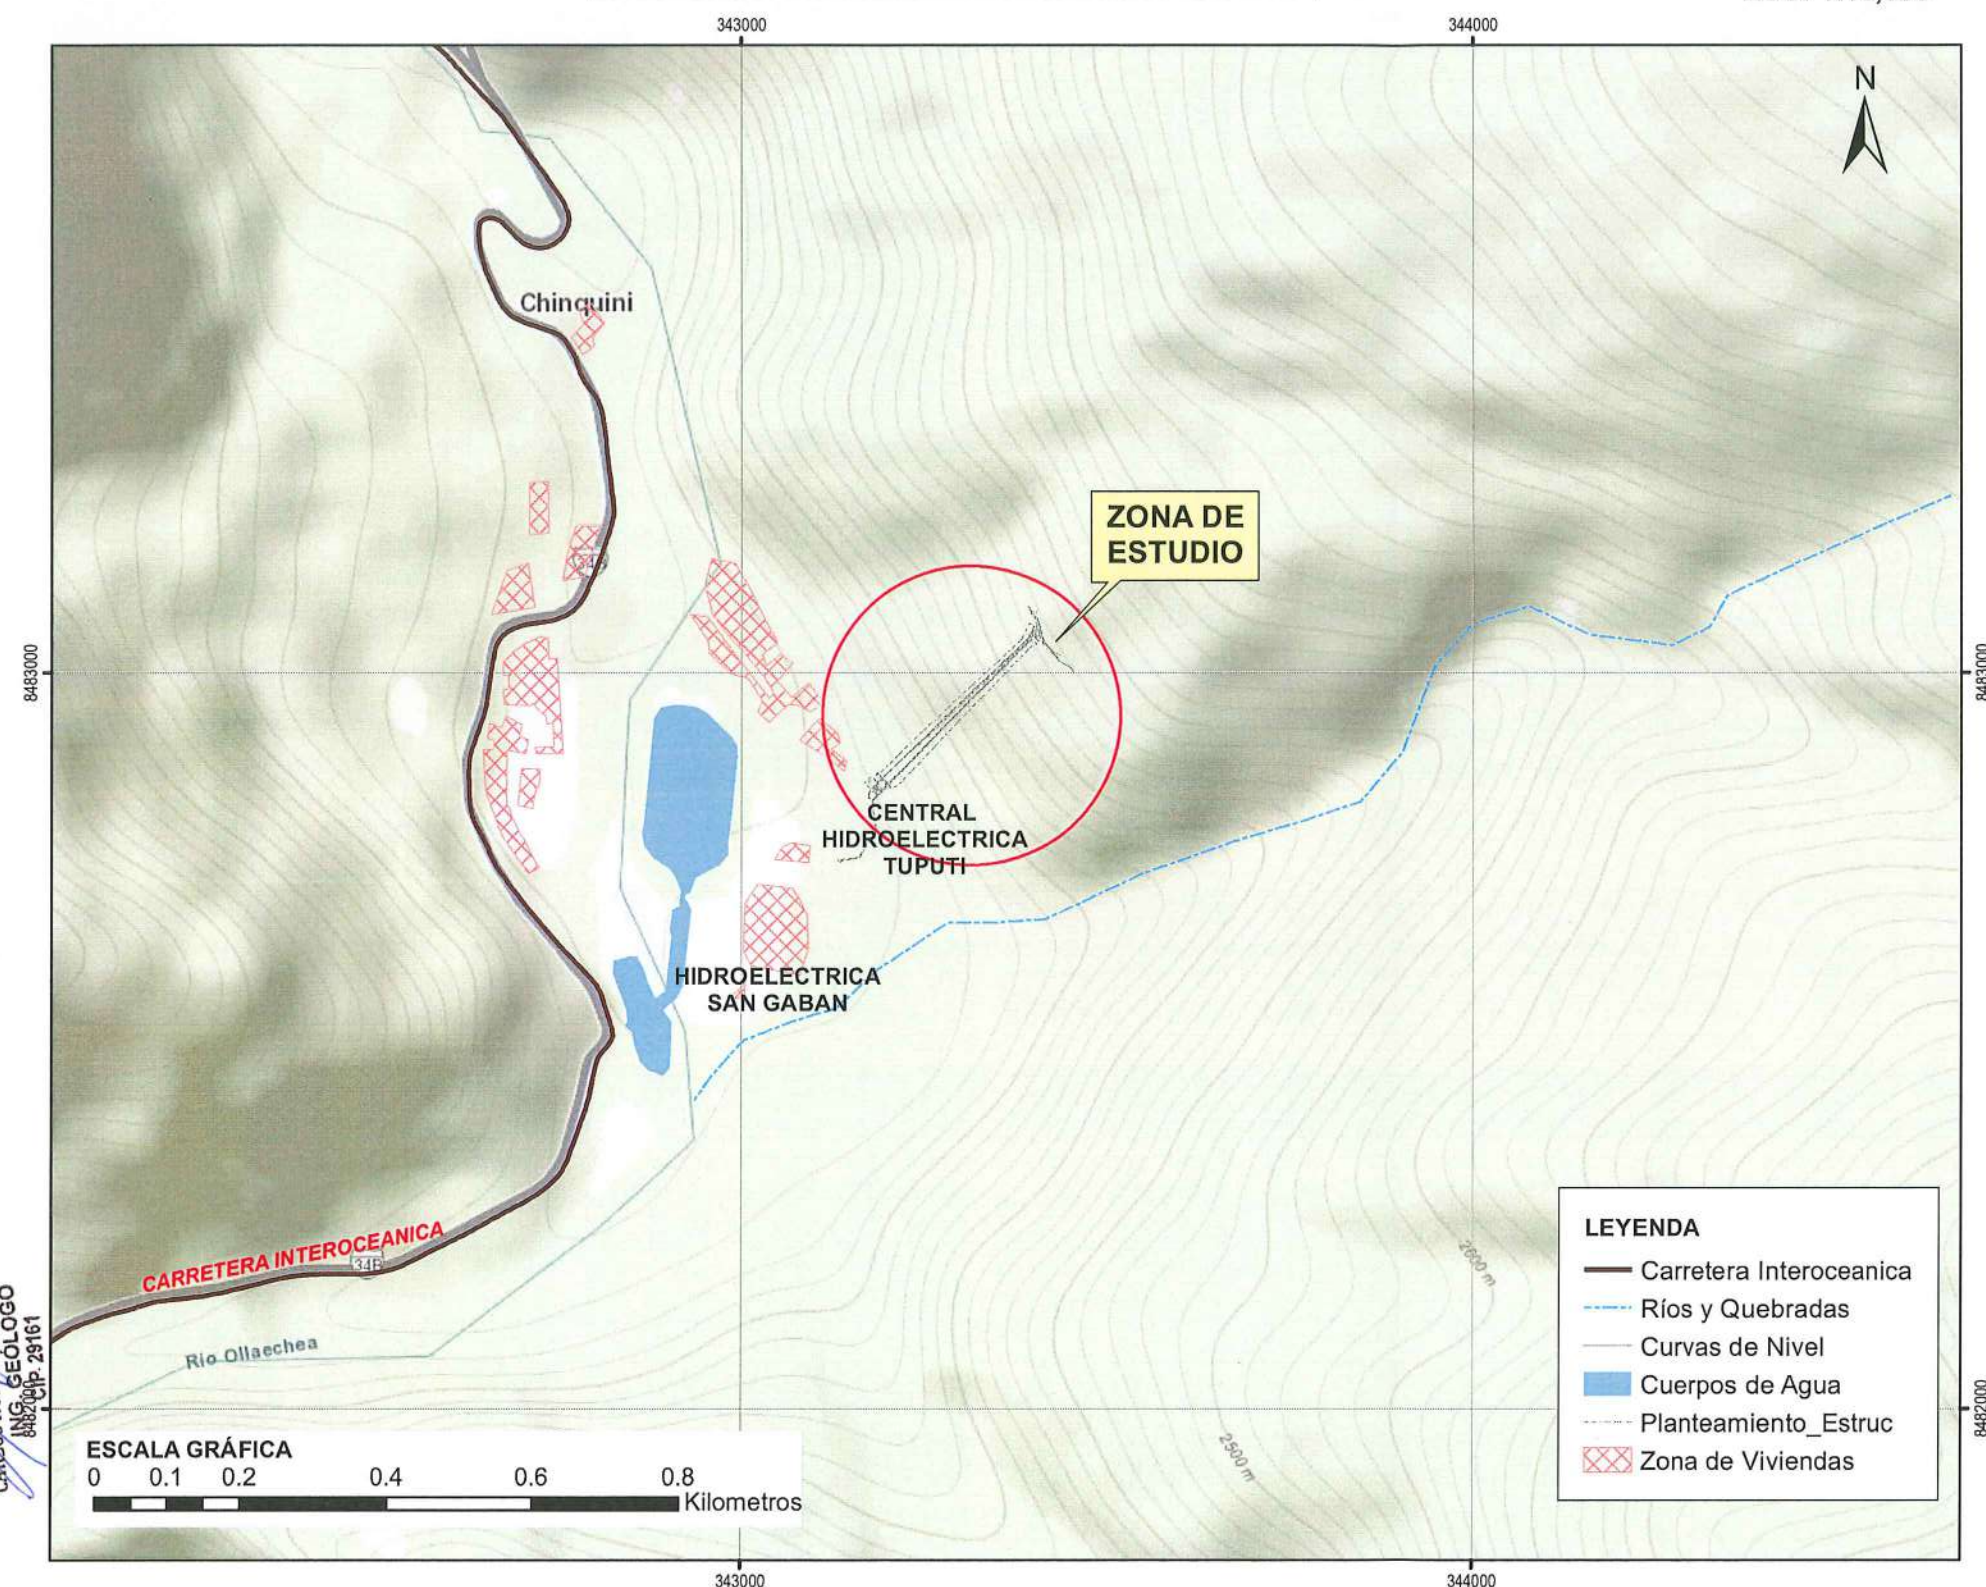 343000
344000
N
Chinquini
ZONA DE
ESTUDIO
8483000
8483000
CENTRAL
HIDROELECTRICA
TUPUTI
HIDROELECTRICA
SAN GABAN
CARRETERA INTEROCEANICA
34B
Rio Ollaechea
2600 m
2500 m
LEYENDA
Carretera Interoceanica
Ríos y Quebradas
Curvas de Nivel
Cuerpos de Agua
Planteamiento_Estruc
Zona de Viviendas
ING. GEÓLOGO
CIP. 29161
8482000
8482000
ESCALA GRÁFICA
0 0.1 0.2 0.4 0.6 0.8
Kilometros
343000
344000